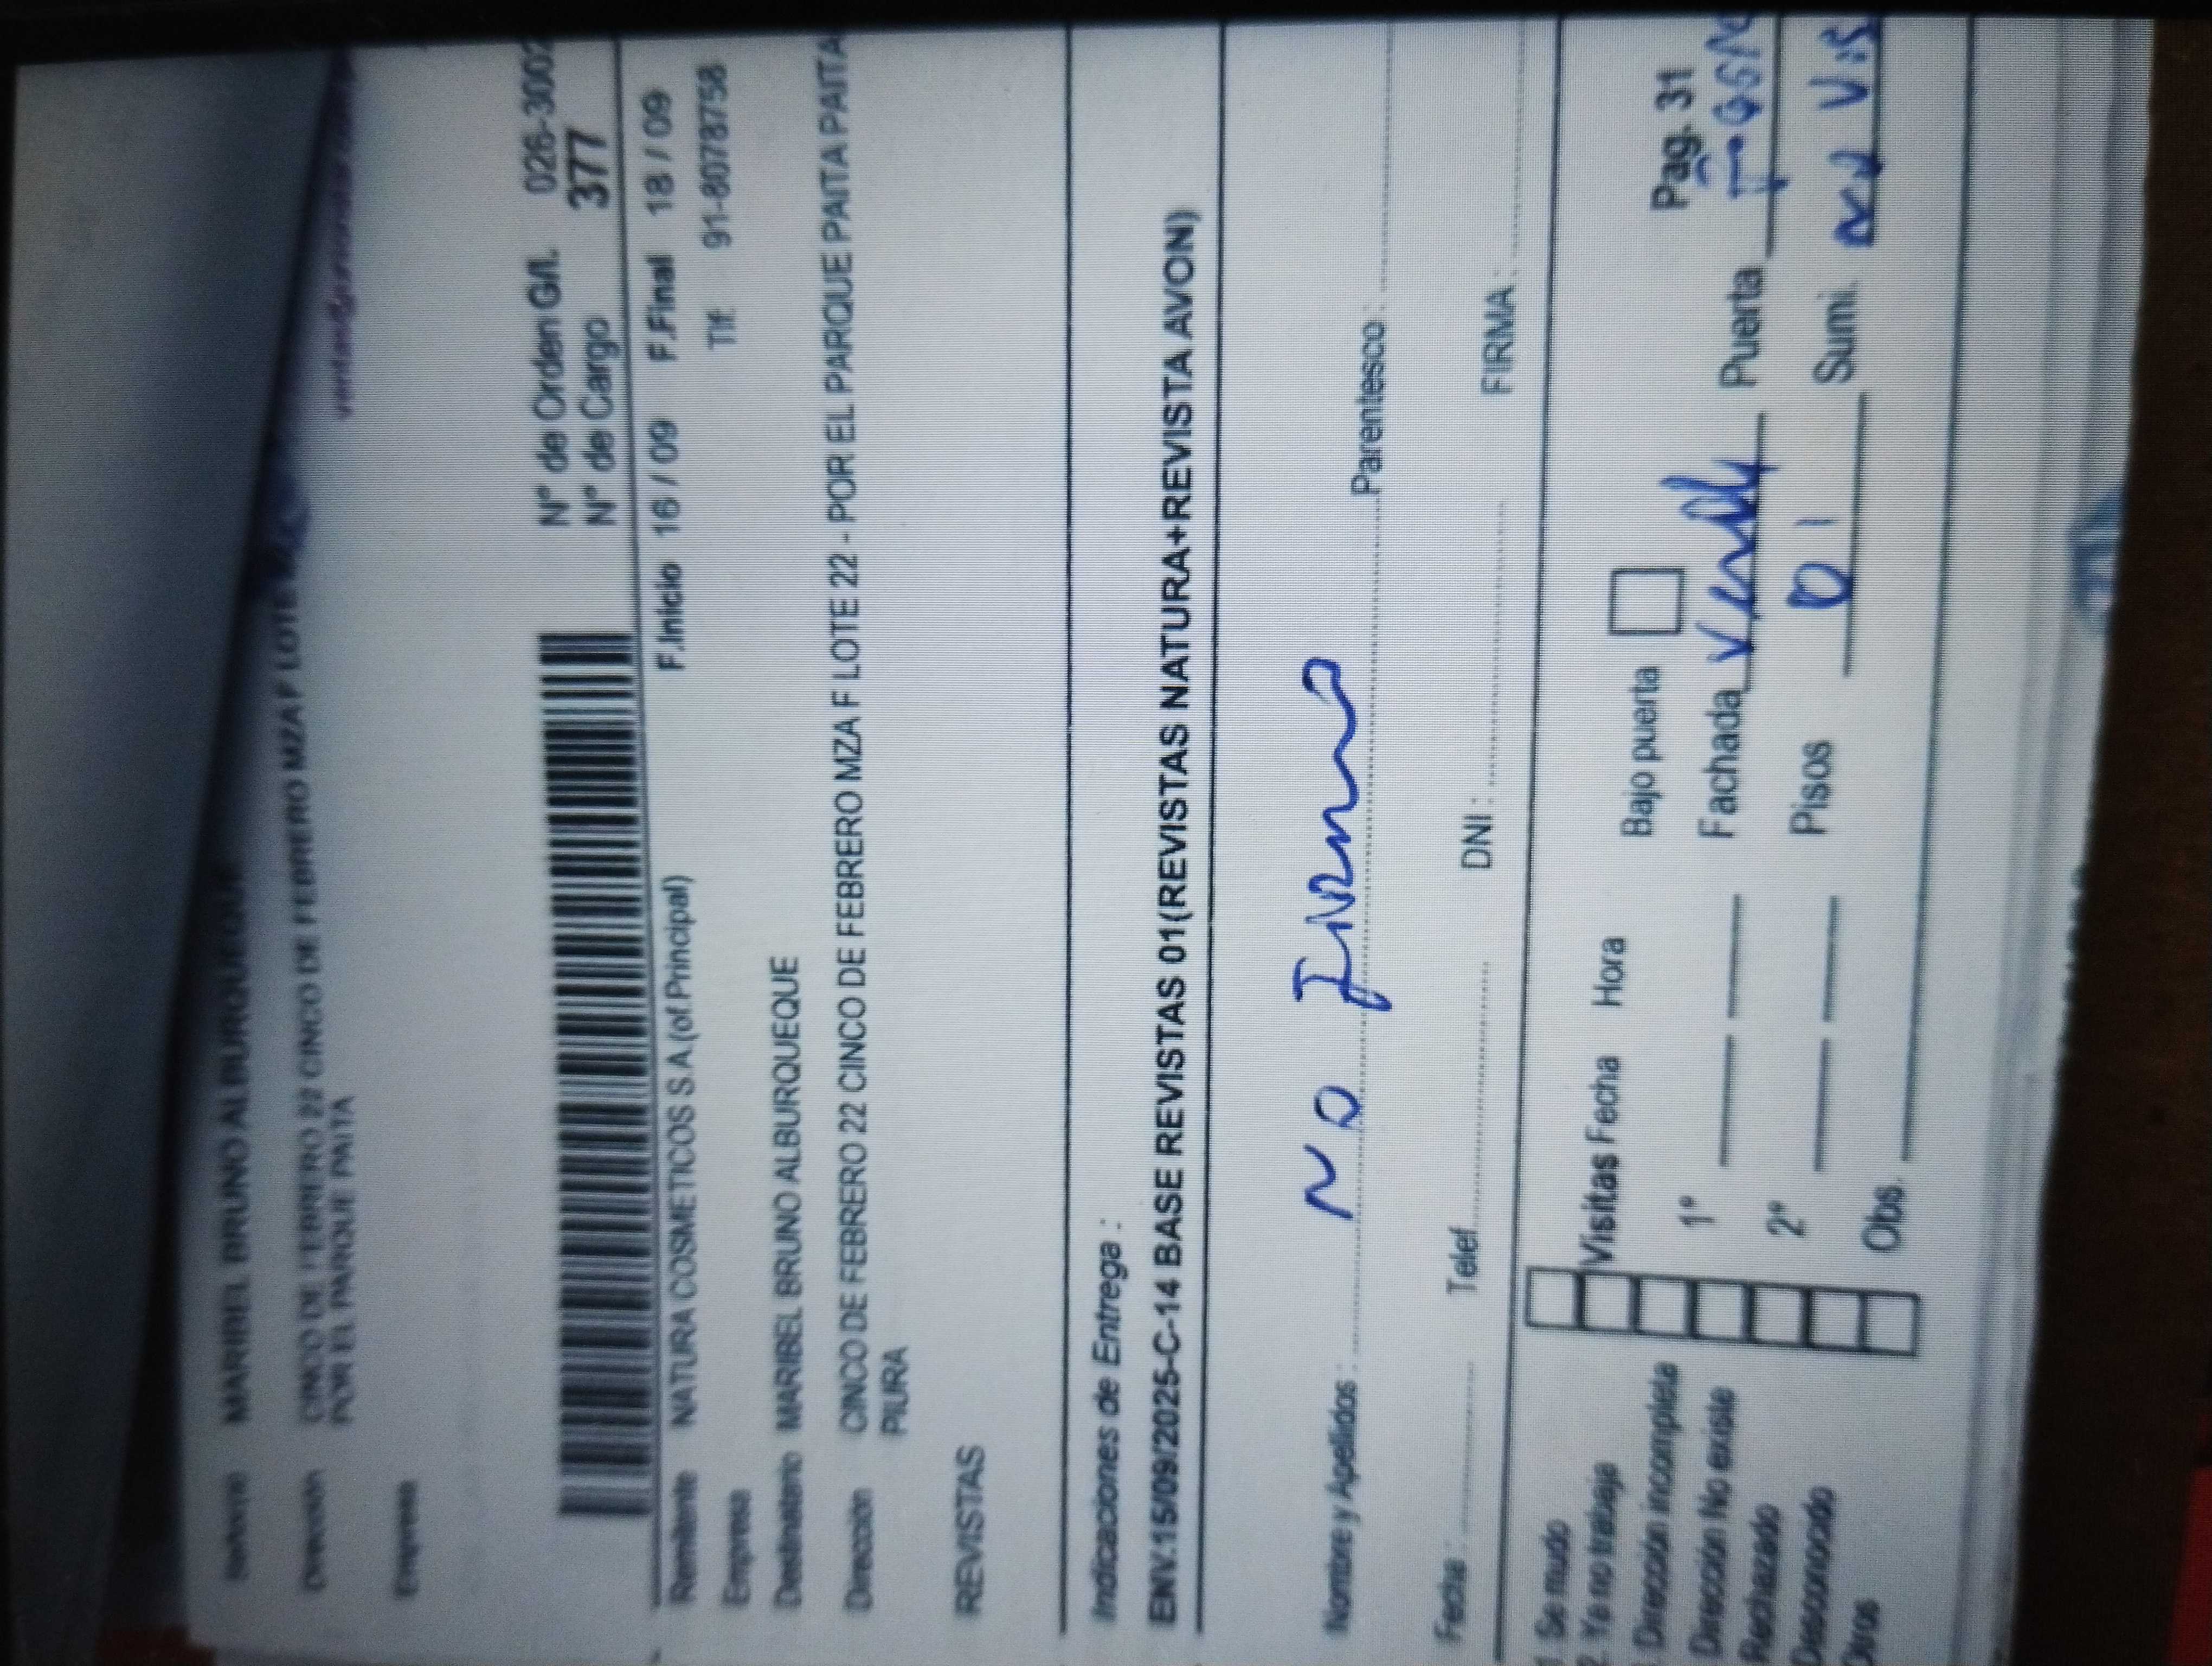 MARIBEL BRUNO ALBURQUEQUE
Dirección CINCO DE FEBRERO 22 CINCO DE FEBRERO MZA F LOTE
POR EL PARQUE PAITA
Empresa
N° de Orden G/l. 026-3002
N° de Cargo 377
F.Inicio 16 / 09 F.Final 18 / 09
Remitente NATURA COSMETICOS S.A.(of.Principal)
Tlf. 91-80787758
Empresa
Destinatario MARIBEL BRUNO ALBURQUEQUE
Dirección CINCO DE FEBRERO 22 CINCO DE FEBRERO MZA F LOTE 22 - POR EL PARQUE PAITA PAITA
PIURA
REVISTAS
Indicaciones de Entrega :
ENV.15/09/2025-C-14 BASE REVISTAS 01(REVISTAS NATURA+REVISTA AVON)
Nombre y Apellidos : NO Firmo Parentesco :
Fecha : Telef. DNI : FIRMA :
1. Se mudo
2. Ya no trabaja Visitas Fecha Hora Bajo puerta Pag. 31
Dirección incompleta
Dirección No existe 1° Fachada Puerta
Rechazado
Desconocido 2° Pisos 01 Sumi. NO
Otros Obs.